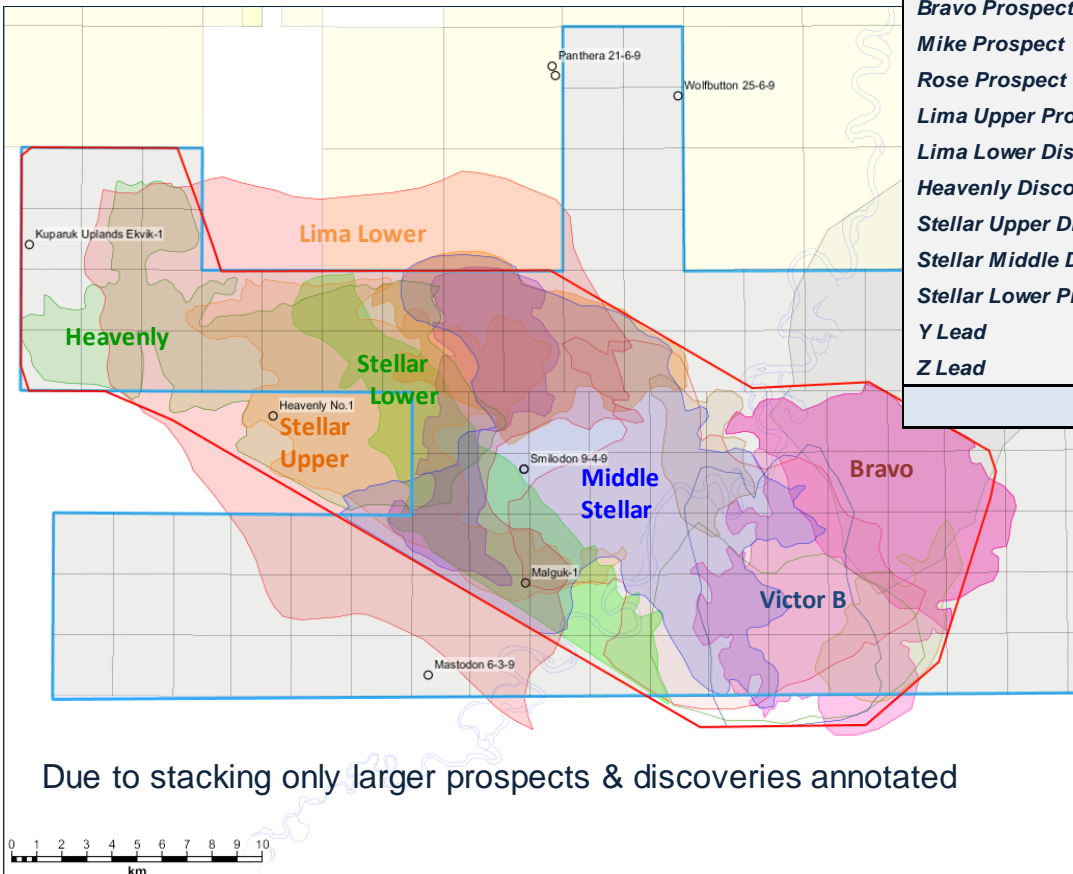 Bravo Prospect
Mike Prospect
Rose Prospect
Lima Upper Pro
Lima Lower Dis
Heavenly Disco
Stellar Upper D
Stellar Middle D
Stellar Lower P
Y Lead
Z Lead
Panthera 21-6-9
Wolfbutton 25-6-9
Kuparuk Uplands Ekvik-1
Lima Lower
Heavenly
Stellar
Lower
Heavenly No.1
Stellar
Upper
Smilodon 9-4-9
Middle
Stellar
Bravo
Malguk-1
Victor B
Mastodon 6-3-9
Due to stacking only larger prospects & discoveries annotated
0 1 2 3 4 5 6 7 8 9 10
km